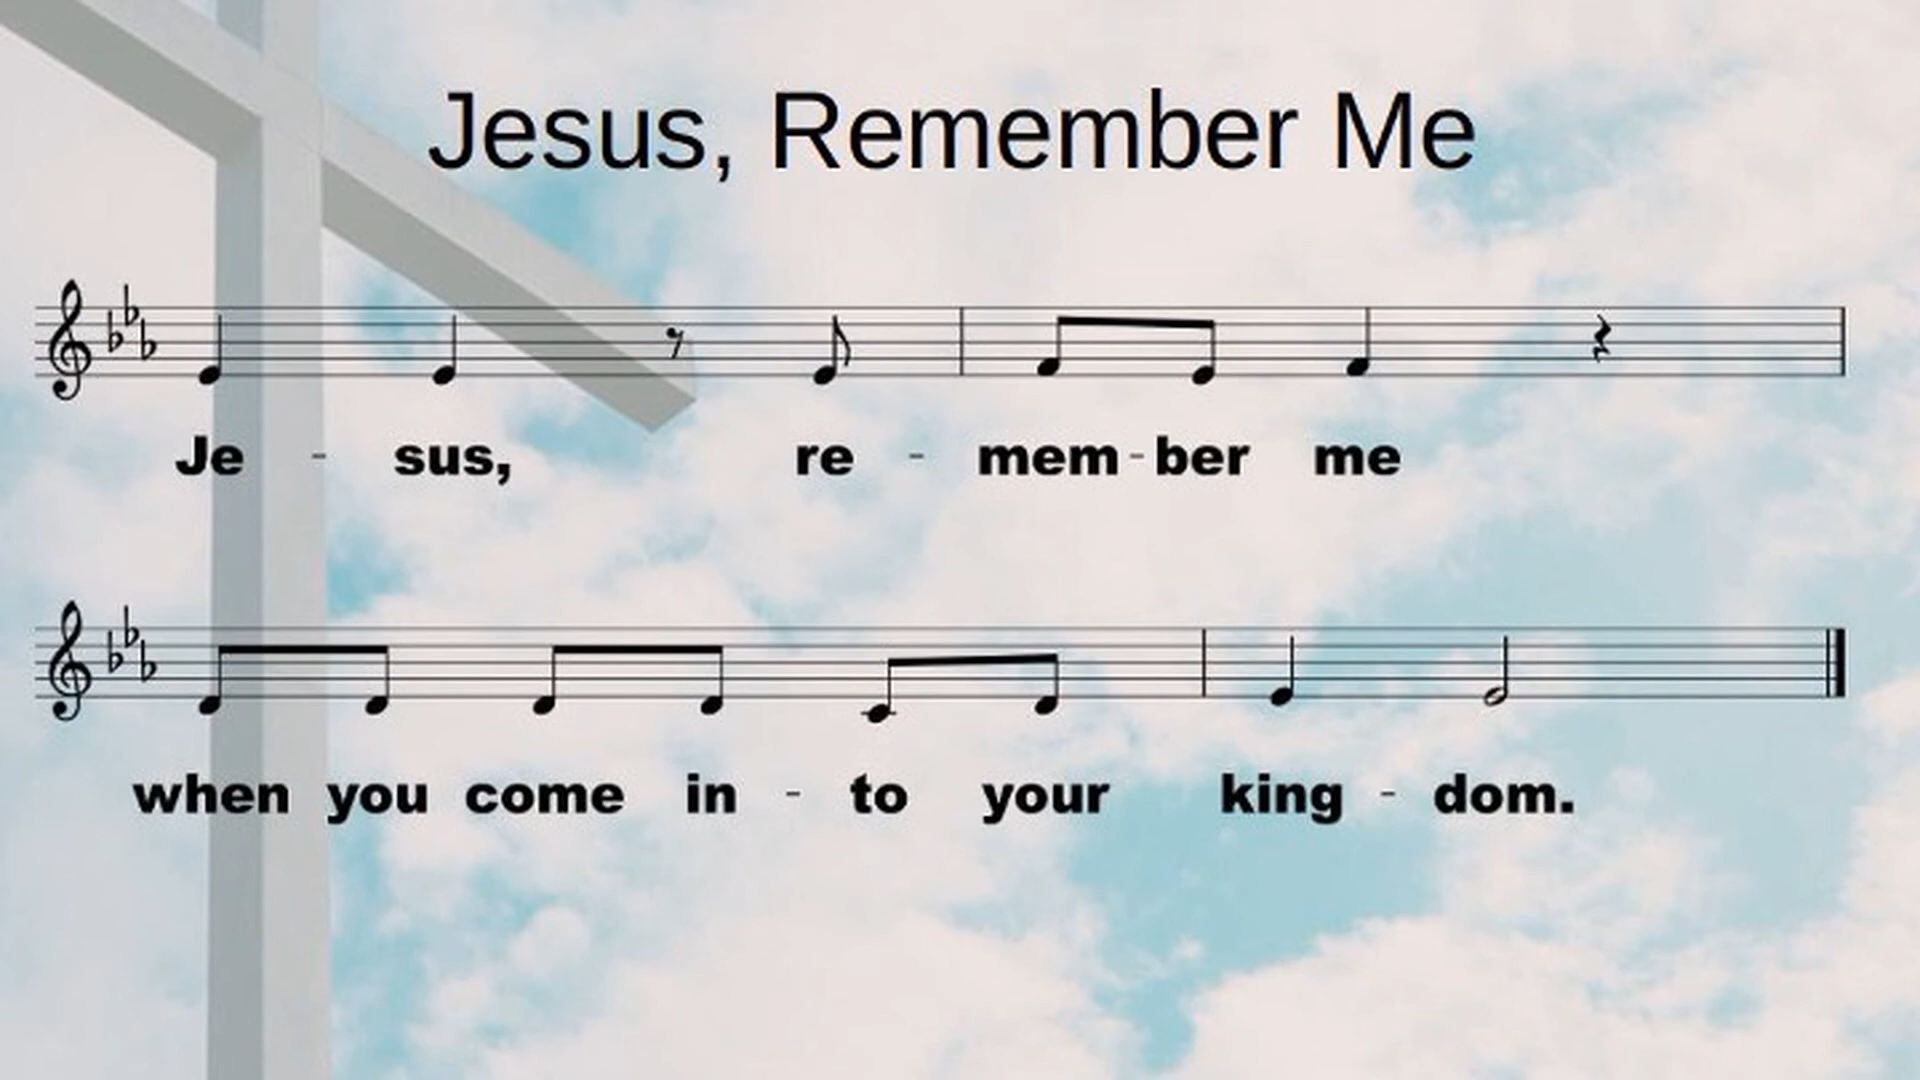 Jesus, Remember Me
Je - sus, re - mem - ber me
when you come in - to your king - dom.